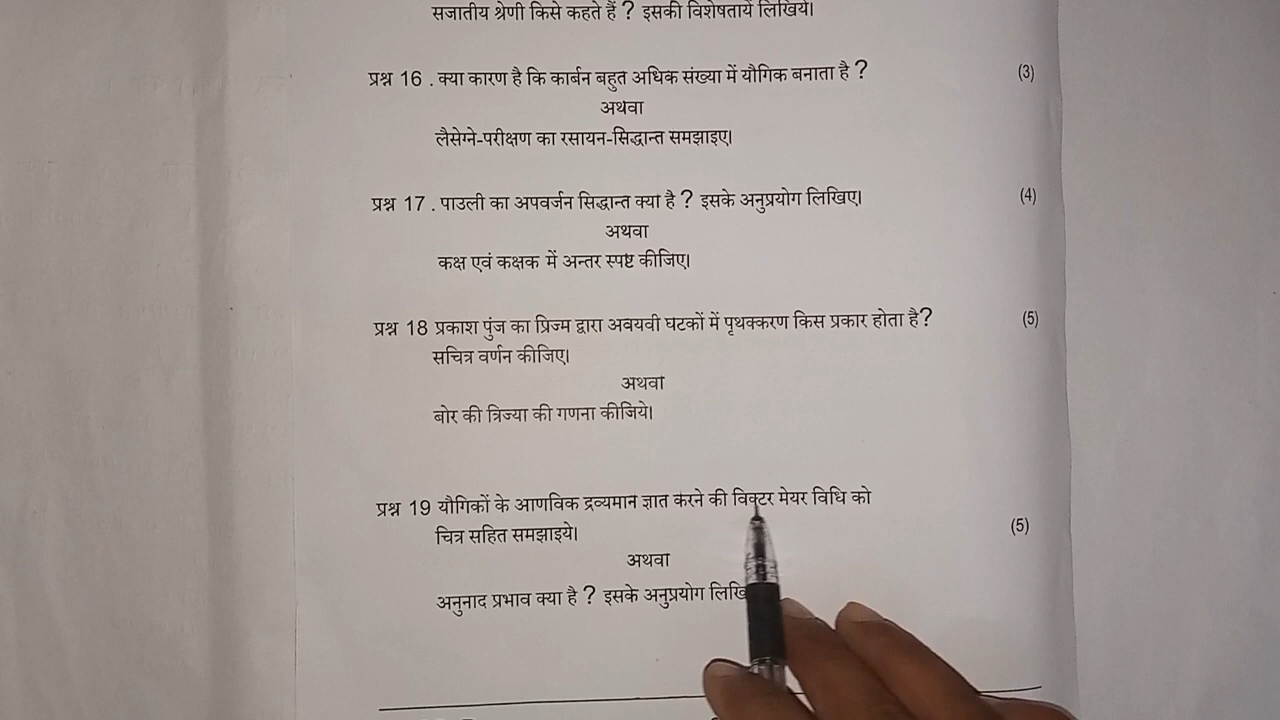 सजातीय श्रेणी किसे कहते हैं ? इसकी विशेषतायें लिखिये।
प्रश्न 16 . क्या कारण है कि कार्बन बहुत अधिक संख्या में यौगिक बनाता है ? (3)
अथवा
लैसेग्ने-परीक्षण का रसायन-सिद्धान्त समझाइए।
प्रश्न 17 . पाउली का अपवर्जन सिद्धान्त क्या है ? इसके अनुप्रयोग लिखिए। (4)
अथवा
कक्ष एवं कक्षक में अन्तर स्पष्ट कीजिए।
प्रश्न 18 प्रकाश पुंज का प्रिज्म द्वारा अवयवी घटकों में पृथक्करण किस प्रकार होता है? (5)
सचित्र वर्णन कीजिए।
अथवा
बोर की त्रिज्या की गणना कीजिये।
प्रश्न 19 यौगिकों के आणविक द्रव्यमान ज्ञात करने की विक्टर मेयर विधि को
चित्र सहित समझाइये। (5)
अथवा
अनुनाद प्रभाव क्या है ? इसके अनुप्रयोग